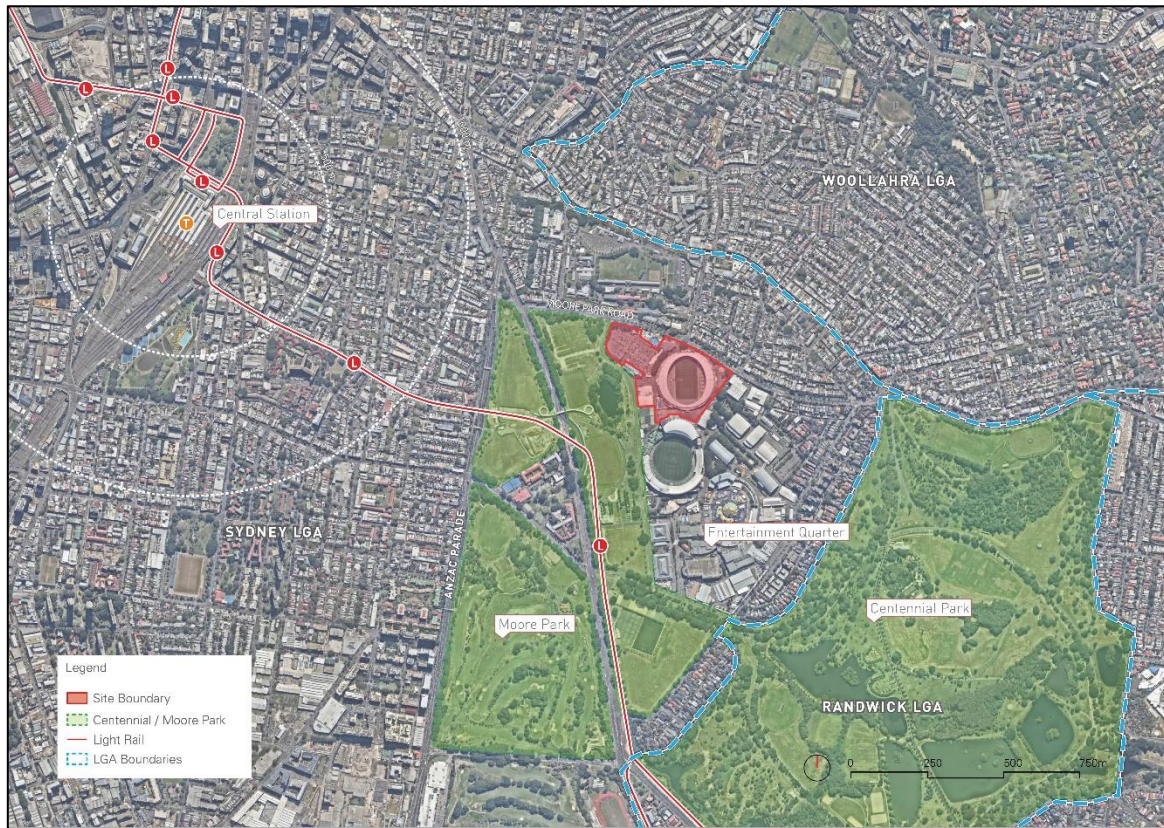 L
L
L
L
L
T
Central Station
L
WOOLLAHRA LGA
MOORE PARK ROAD
L
SYDNEY LGA
ANZAC PARADE
L
Entertainment Quarter
Moore Park
Centennial Park
RANDWICK LGA
Legend
Site Boundary
Centennial / Moore Park
Light Rail
LGA Boundaries
0 250 500 750m